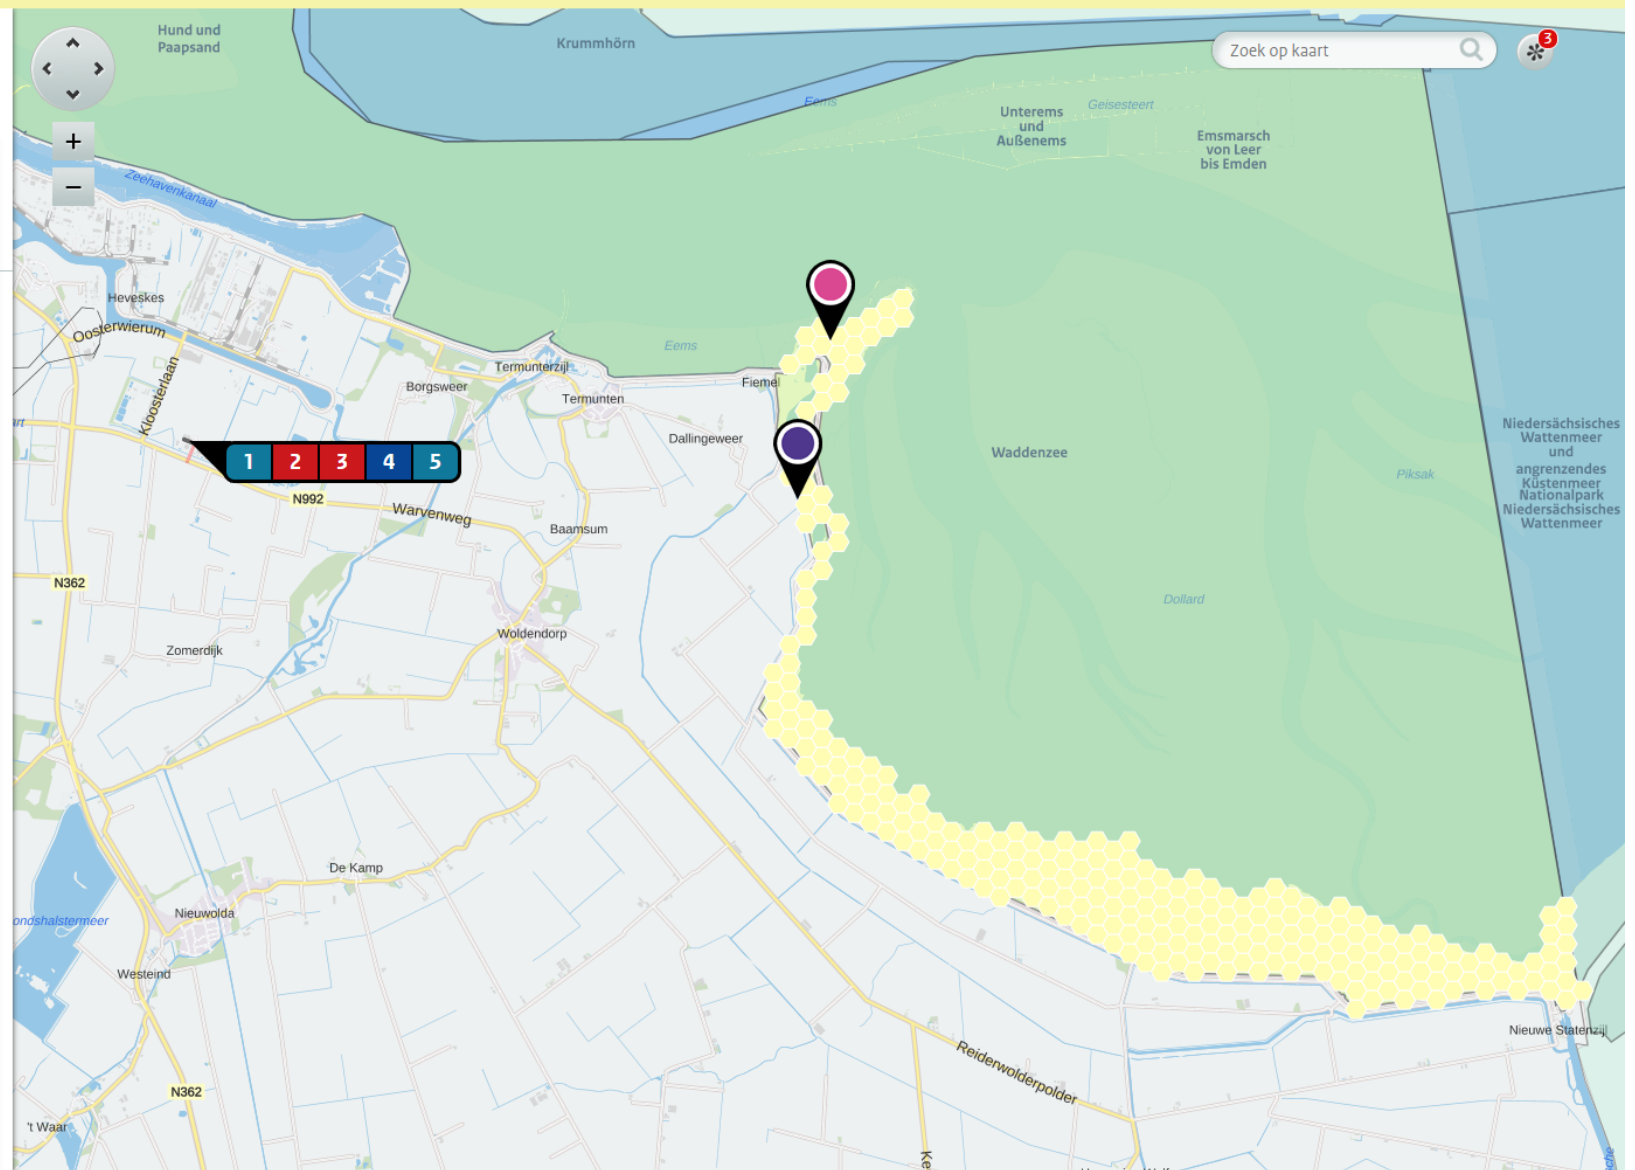 Hund und
Paapsand
Krummhörn
Zoek op kaart
3
Eems
Geisesteert
Unterems
und
Außenems
Emsmarsch
von Leer
bis Emden
+
−
Zeehavenkanaal
Heveskes
Oosterwierum
Kloosterlaan
Borgsweer
Termunterzijl
Termunten
Eems
Fiemel
Dallingeweer
1 2 3 4 5
N992
Warvenweg
Baamsum
Waddenzee
Piksak
Niedersächsisches
Wattenmeer
und
angrenzendes
Küstenmeer
Nationalpark
Niedersächsisches
Wattenmeer
N362
Dollard
Woldendorp
Zomerdijk
De Kamp
Nieuwolda
ondshalstermeer
Westeind
Nieuwe Statenzijl
Reiderwolderpolder
N362
't Waar